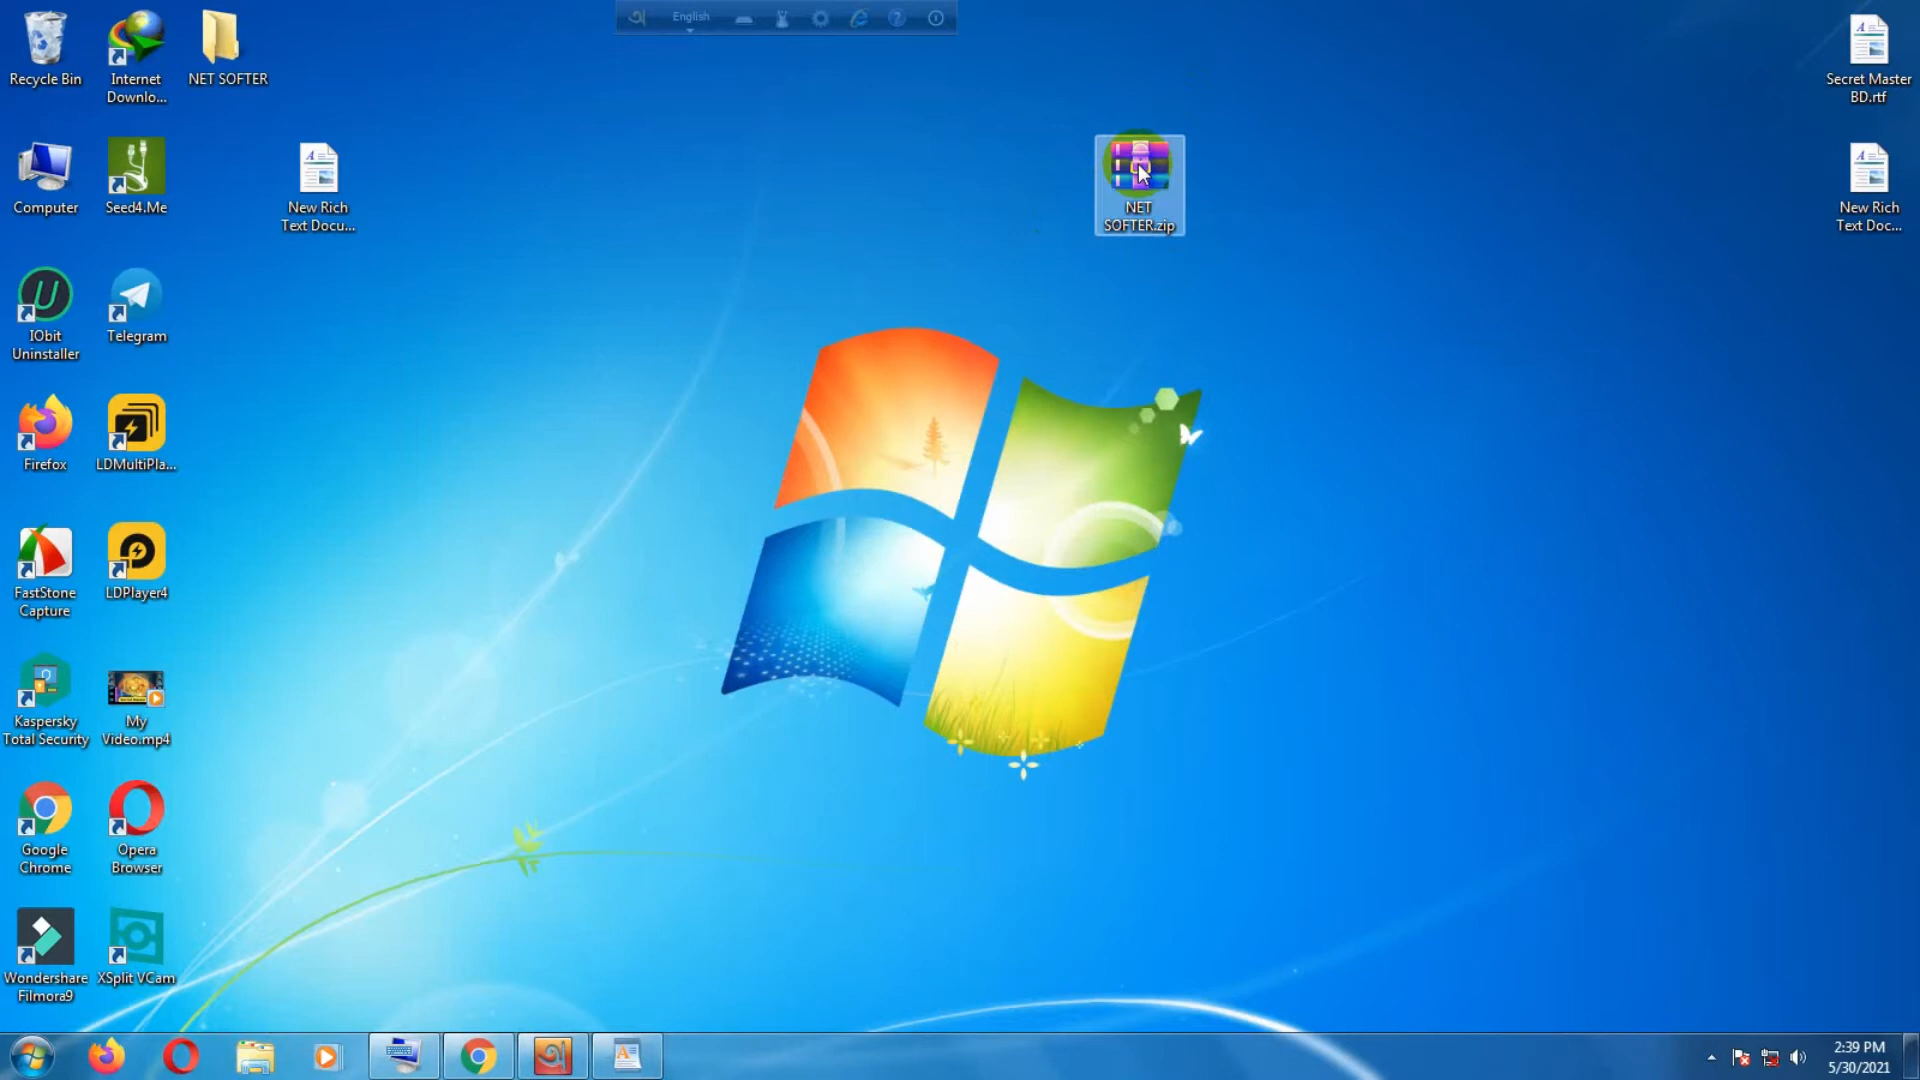 English
Recycle Bin
Internet
Downlo...
NET SOFTER
Secret Master
BD.rtf
Computer
Seed4.Me
New Rich
Text Docu...
NET
SOFTER.zip
New Rich
Text Doc...
IObit
Uninstaller
Telegram
Firefox
LDMultiPla...
FastStone
Capture
LDPlayer4
Kaspersky
Total Security
My
Video.mp4
Google
Chrome
Opera
Browser
Wondershare
Filmora9
XSplit VCam
2:39 PM
5/30/2021